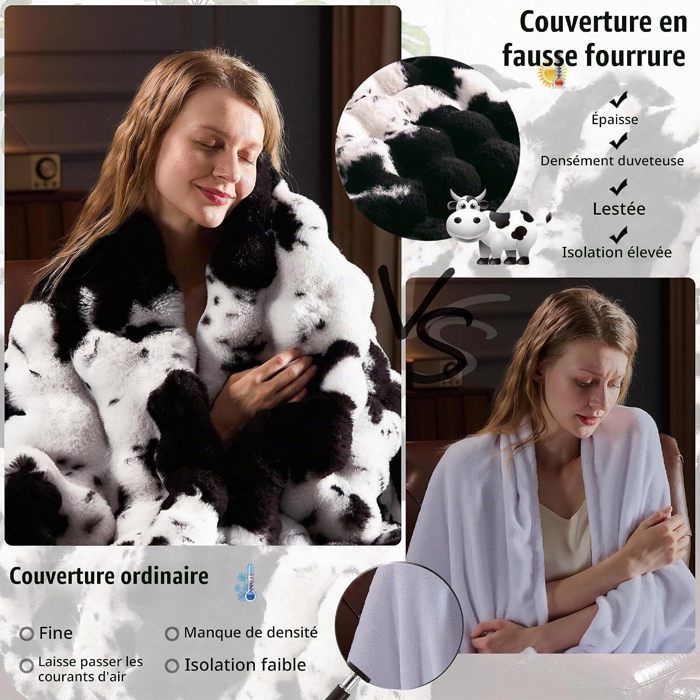 Couverture en
fausse fourrure
Épaisse
Densément duveteuse
Lestée
Isolation élevée
VS
Couverture ordinaire
Fine
Manque de densité
Laisse passer les
courants d'air
Isolation faible